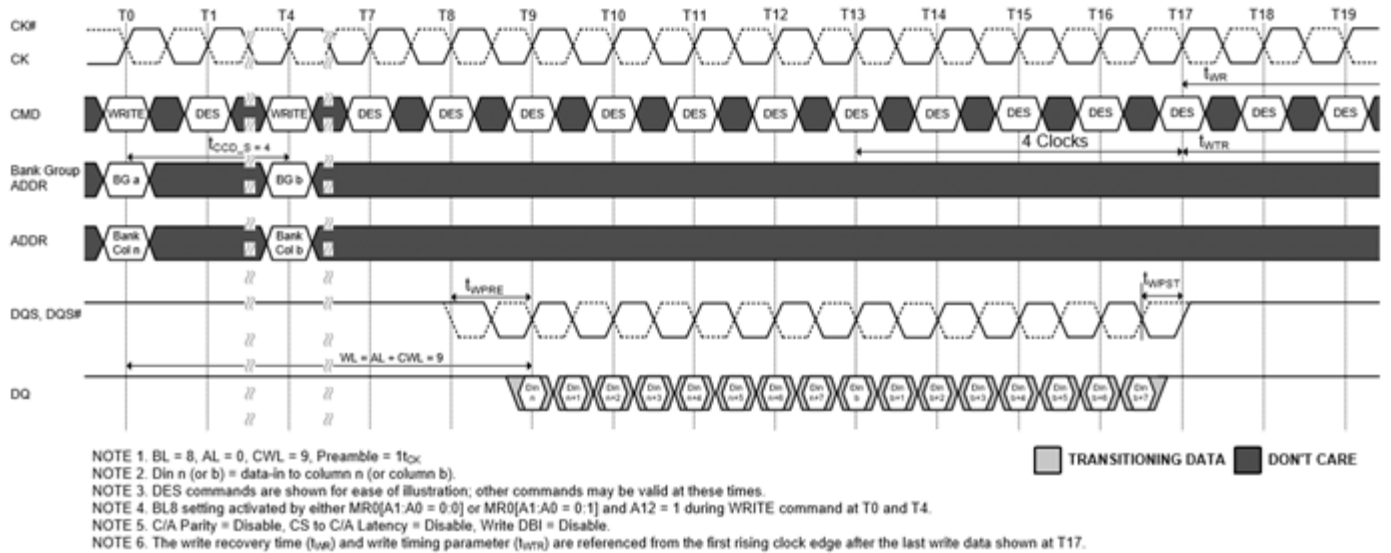 T0 T1 T4 T7 T8 T9 T10 T11 T12 T13 T14 T15 T16 T17 T18 T19
CK#
CK
tWR
CMD WRITE DES WRITE DES DES DES DES DES DES DES DES DES DES DES DES DES
tCCD_S = 4 4 Clocks tWTR
Bank Group
ADDR
BG a BG b
ADDR
Bank
Col n
Bank
Col b
tWPRE tWPST
DQS, DQS#
WL = AL + CWL = 9
DQ
Din
n
Din
n+1
Din
n+2
Din
n+3
Din
n+4
Din
n+5
Din
n+6
Din
n+7
Din
b
Din
b+1
Din
b+2
Din
b+3
Din
b+4
Din
b+5
Din
b+6
Din
b+7
NOTE 1. BL = 8, AL = 0, CWL = 9, Preamble = 1tCK
NOTE 2. Din n (or b) = data-in to column n (or column b).
NOTE 3. DES commands are shown for ease of illustration; other commands may be valid at these times.
NOTE 4. BL8 setting activated by either MR0[A1:A0 = 0:0] or MR0[A1:A0 = 0:1] and A12 = 1 during WRITE command at T0 and T4.
NOTE 5. C/A Parity = Disable, CS to C/A Latency = Disable, Write DBI = Disable.
NOTE 6. The write recovery time (tWR) and write timing parameter (tWTR) are referenced from the first rising clock edge after the last write data shown at T17.
TRANSITIONING DATA DON'T CARE